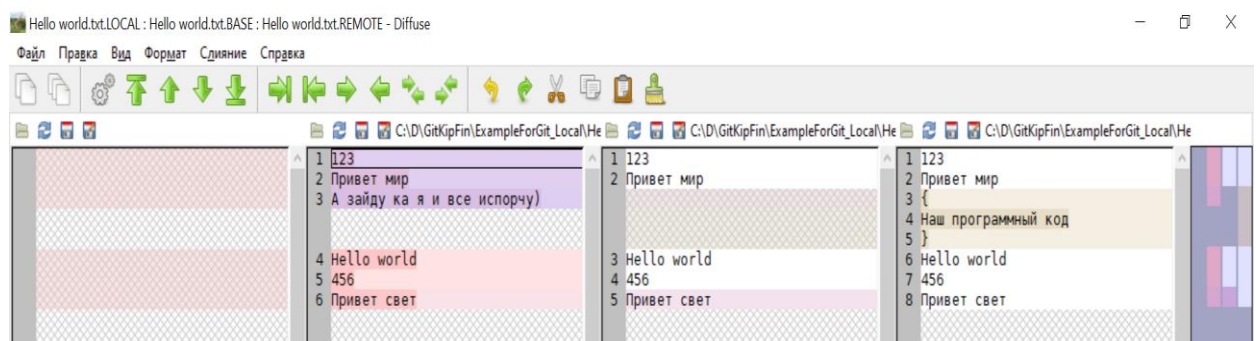 Hello world.txt.LOCAL : Hello world.txt.BASE : Hello world.txt.REMOTE - Diffuse
Файл Правка Вид Формат Слияние Справка
C:\D\GitKipFin\ExampleForGit_Local\He
C:\D\GitKipFin\ExampleForGit_Local\He
C:\D\GitKipFin\ExampleForGit_Local\He
1 123
2 Привет мир
3 А зайду ка я и все испорчу)
4 Hello world
5 456
6 Привет свет
1 123
2 Привет мир
3 Hello world
4 456
5 Привет свет
1 123
2 Привет мир
3 {
4 Наш программный код
5 }
6 Hello world
7 456
8 Привет свет